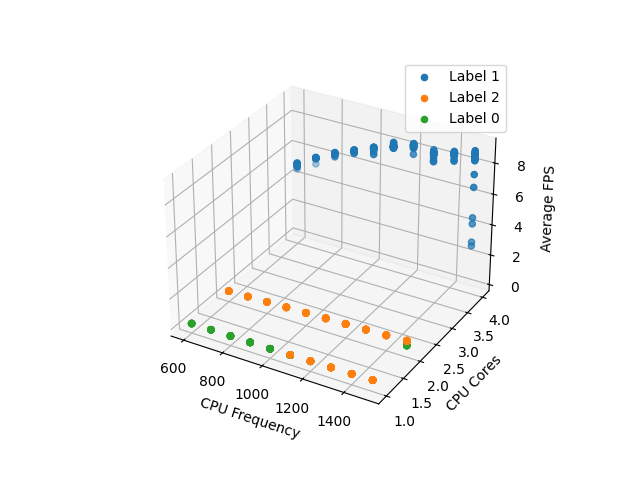 Label 1
Label 2
Label 0
8
6
4
2
0
Average FPS
4.0
3.5
3.0
2.5
2.0
1.5
1.0
CPU Cores
600
800
1000
1200
1400
CPU Frequency